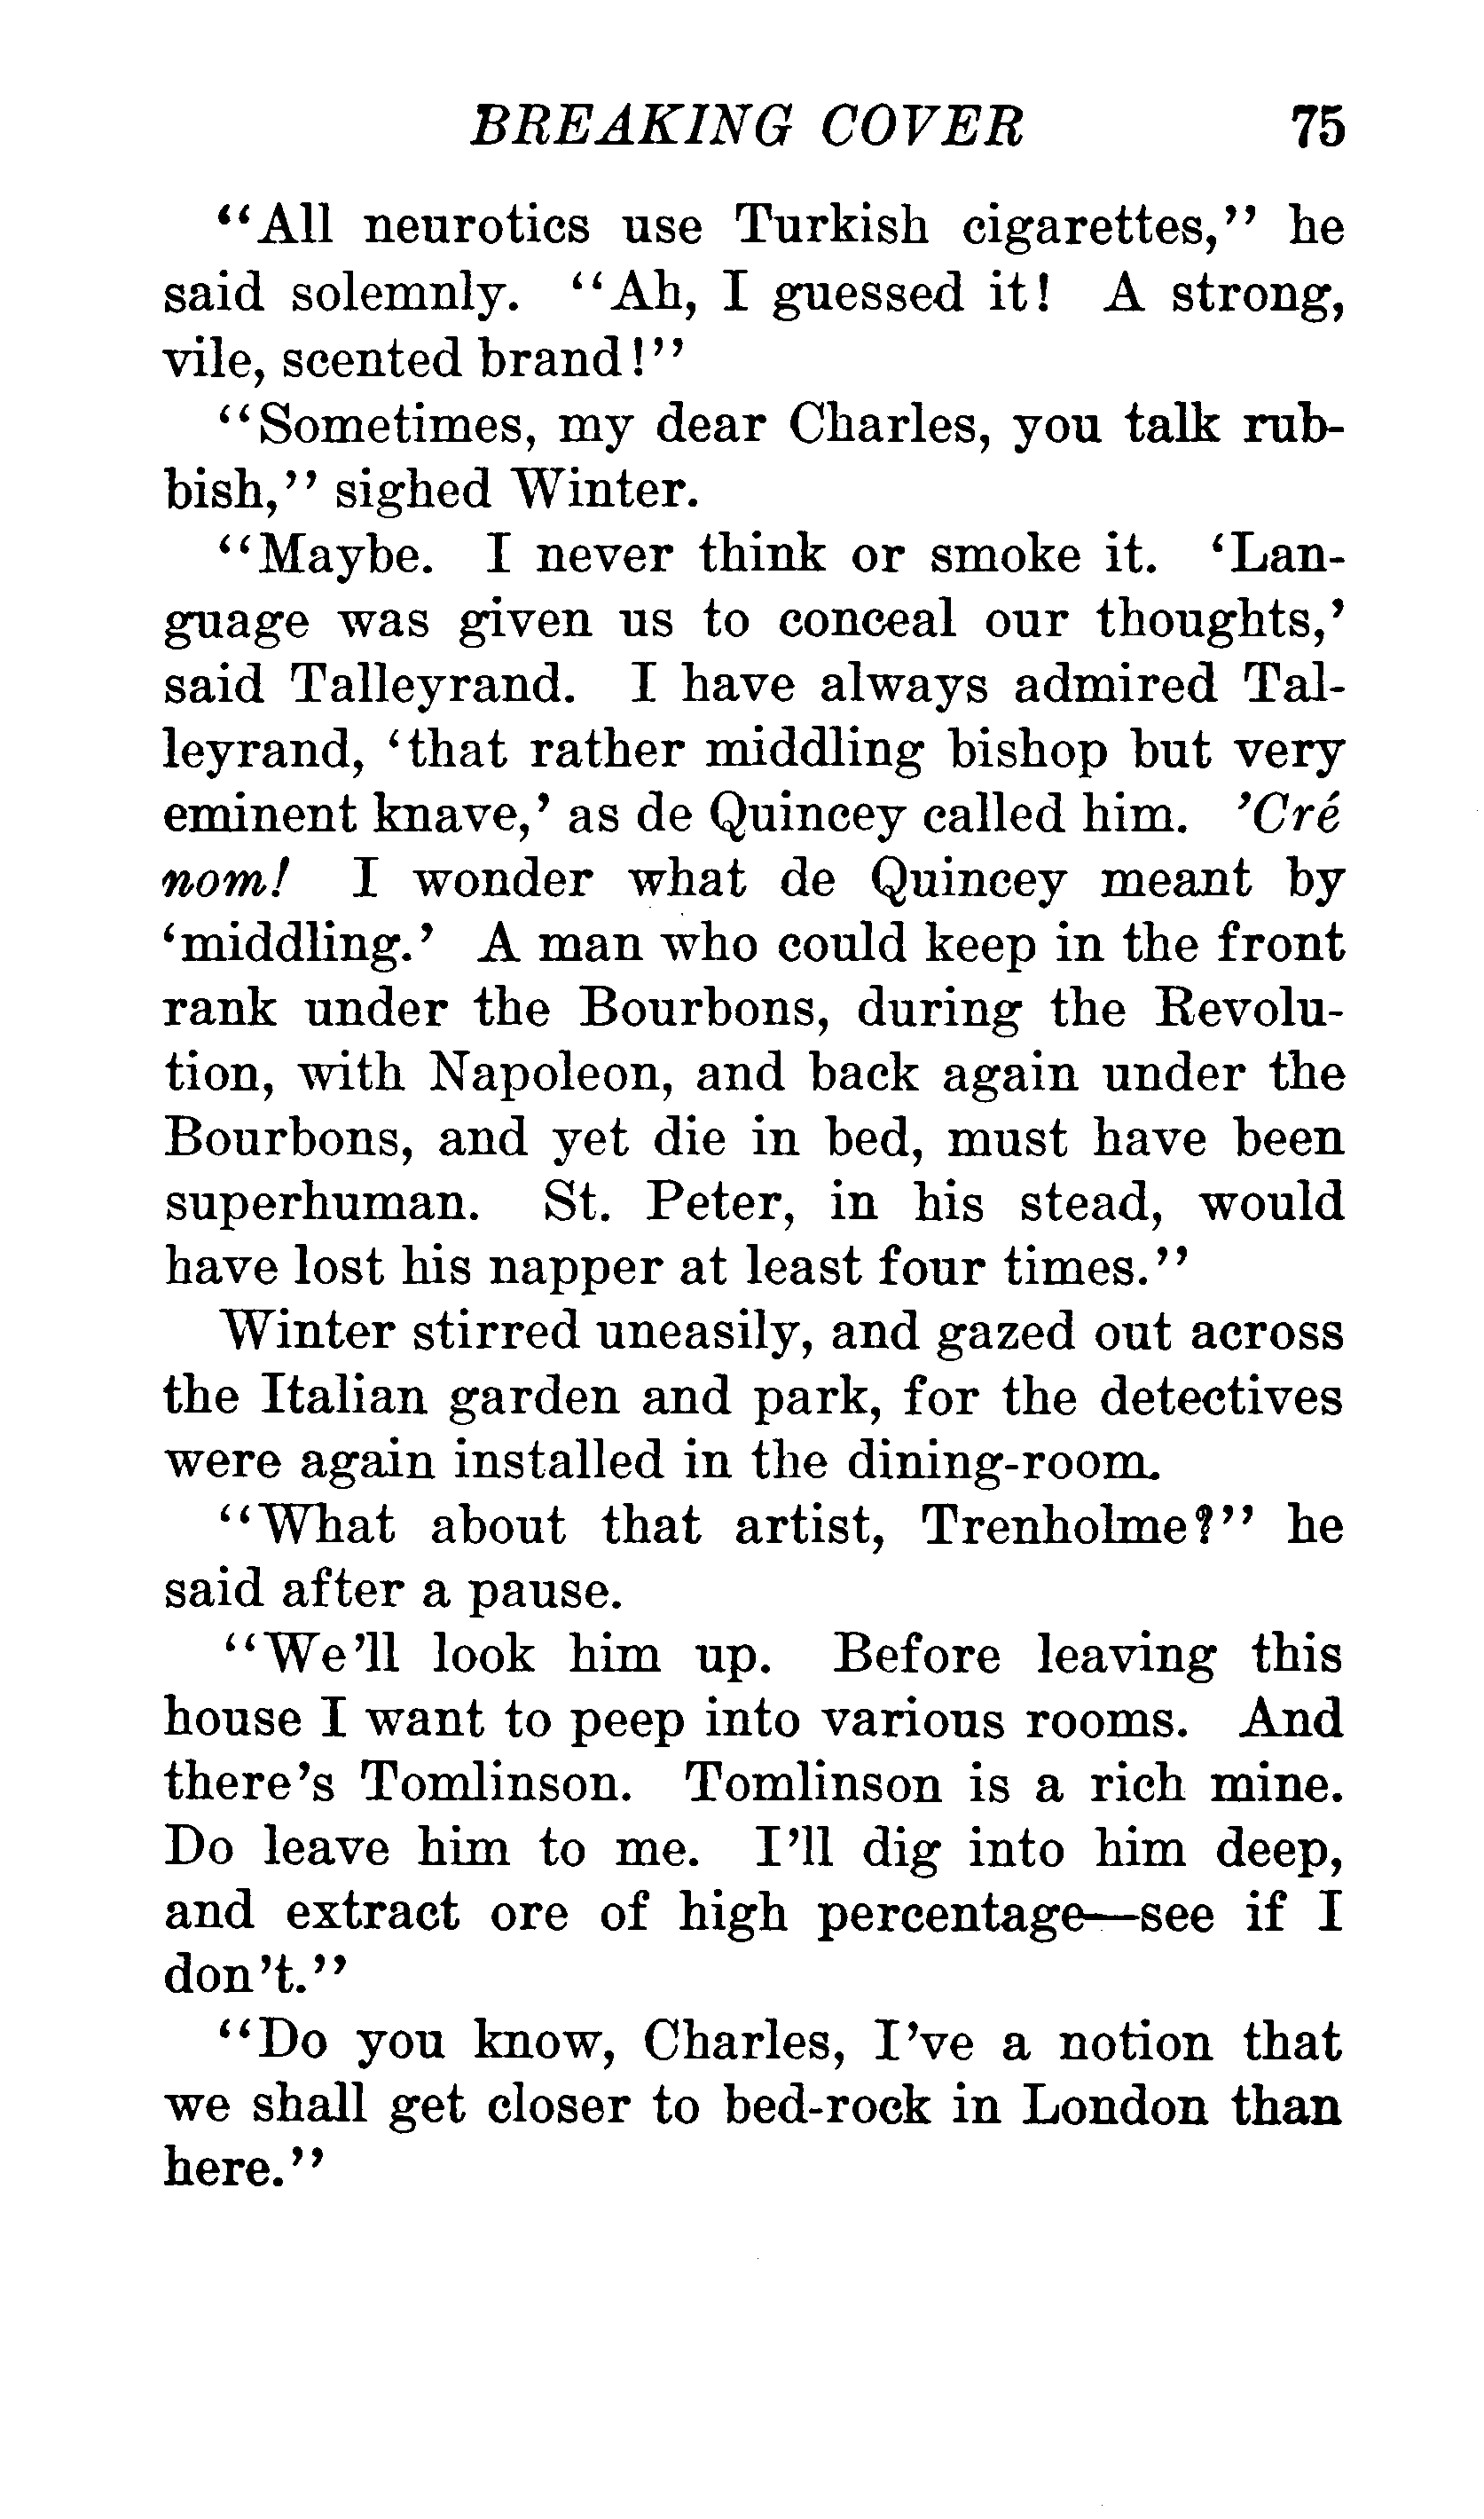 BREAKING COVER 75
"All neurotics use Turkish cigarettes," he
said solemnly. "Ah, I guessed it! A strong,
vile, scented brand!"
"Sometimes, my dear Charles, you talk rub-
bish," sighed Winter.
"Maybe. I never think or smoke it. 'Lan-
guage was given us to conceal our thoughts,'
said Talleyrand. I have always admired Tal-
leyrand, 'that rather middling bishop but very
eminent knave,' as de Quincey called him. 'Cré
nom! I wonder what de Quincey meant by
'middling.' A man who could keep in the front
rank under the Bourbons, during the Revolu-
tion, with Napoleon, and back again under the
Bourbons, and yet die in bed, must have been
superhuman. St. Peter, in his stead, would
have lost his napper at least four times."
Winter stirred uneasily, and gazed out across
the Italian garden and park, for the detectives
were again installed in the dining-room.
"What about that artist, Trenholme?" he
said after a pause.
"We'll look him up. Before leaving this
house I want to peep into various rooms. And
there's Tomlinson. Tomlinson is a rich mine.
Do leave him to me. I'll dig into him deep,
and extract ore of high percentage—see if I
don't."
"Do you know, Charles, I've a notion that
we shall get closer to bed-rock in London than
here."